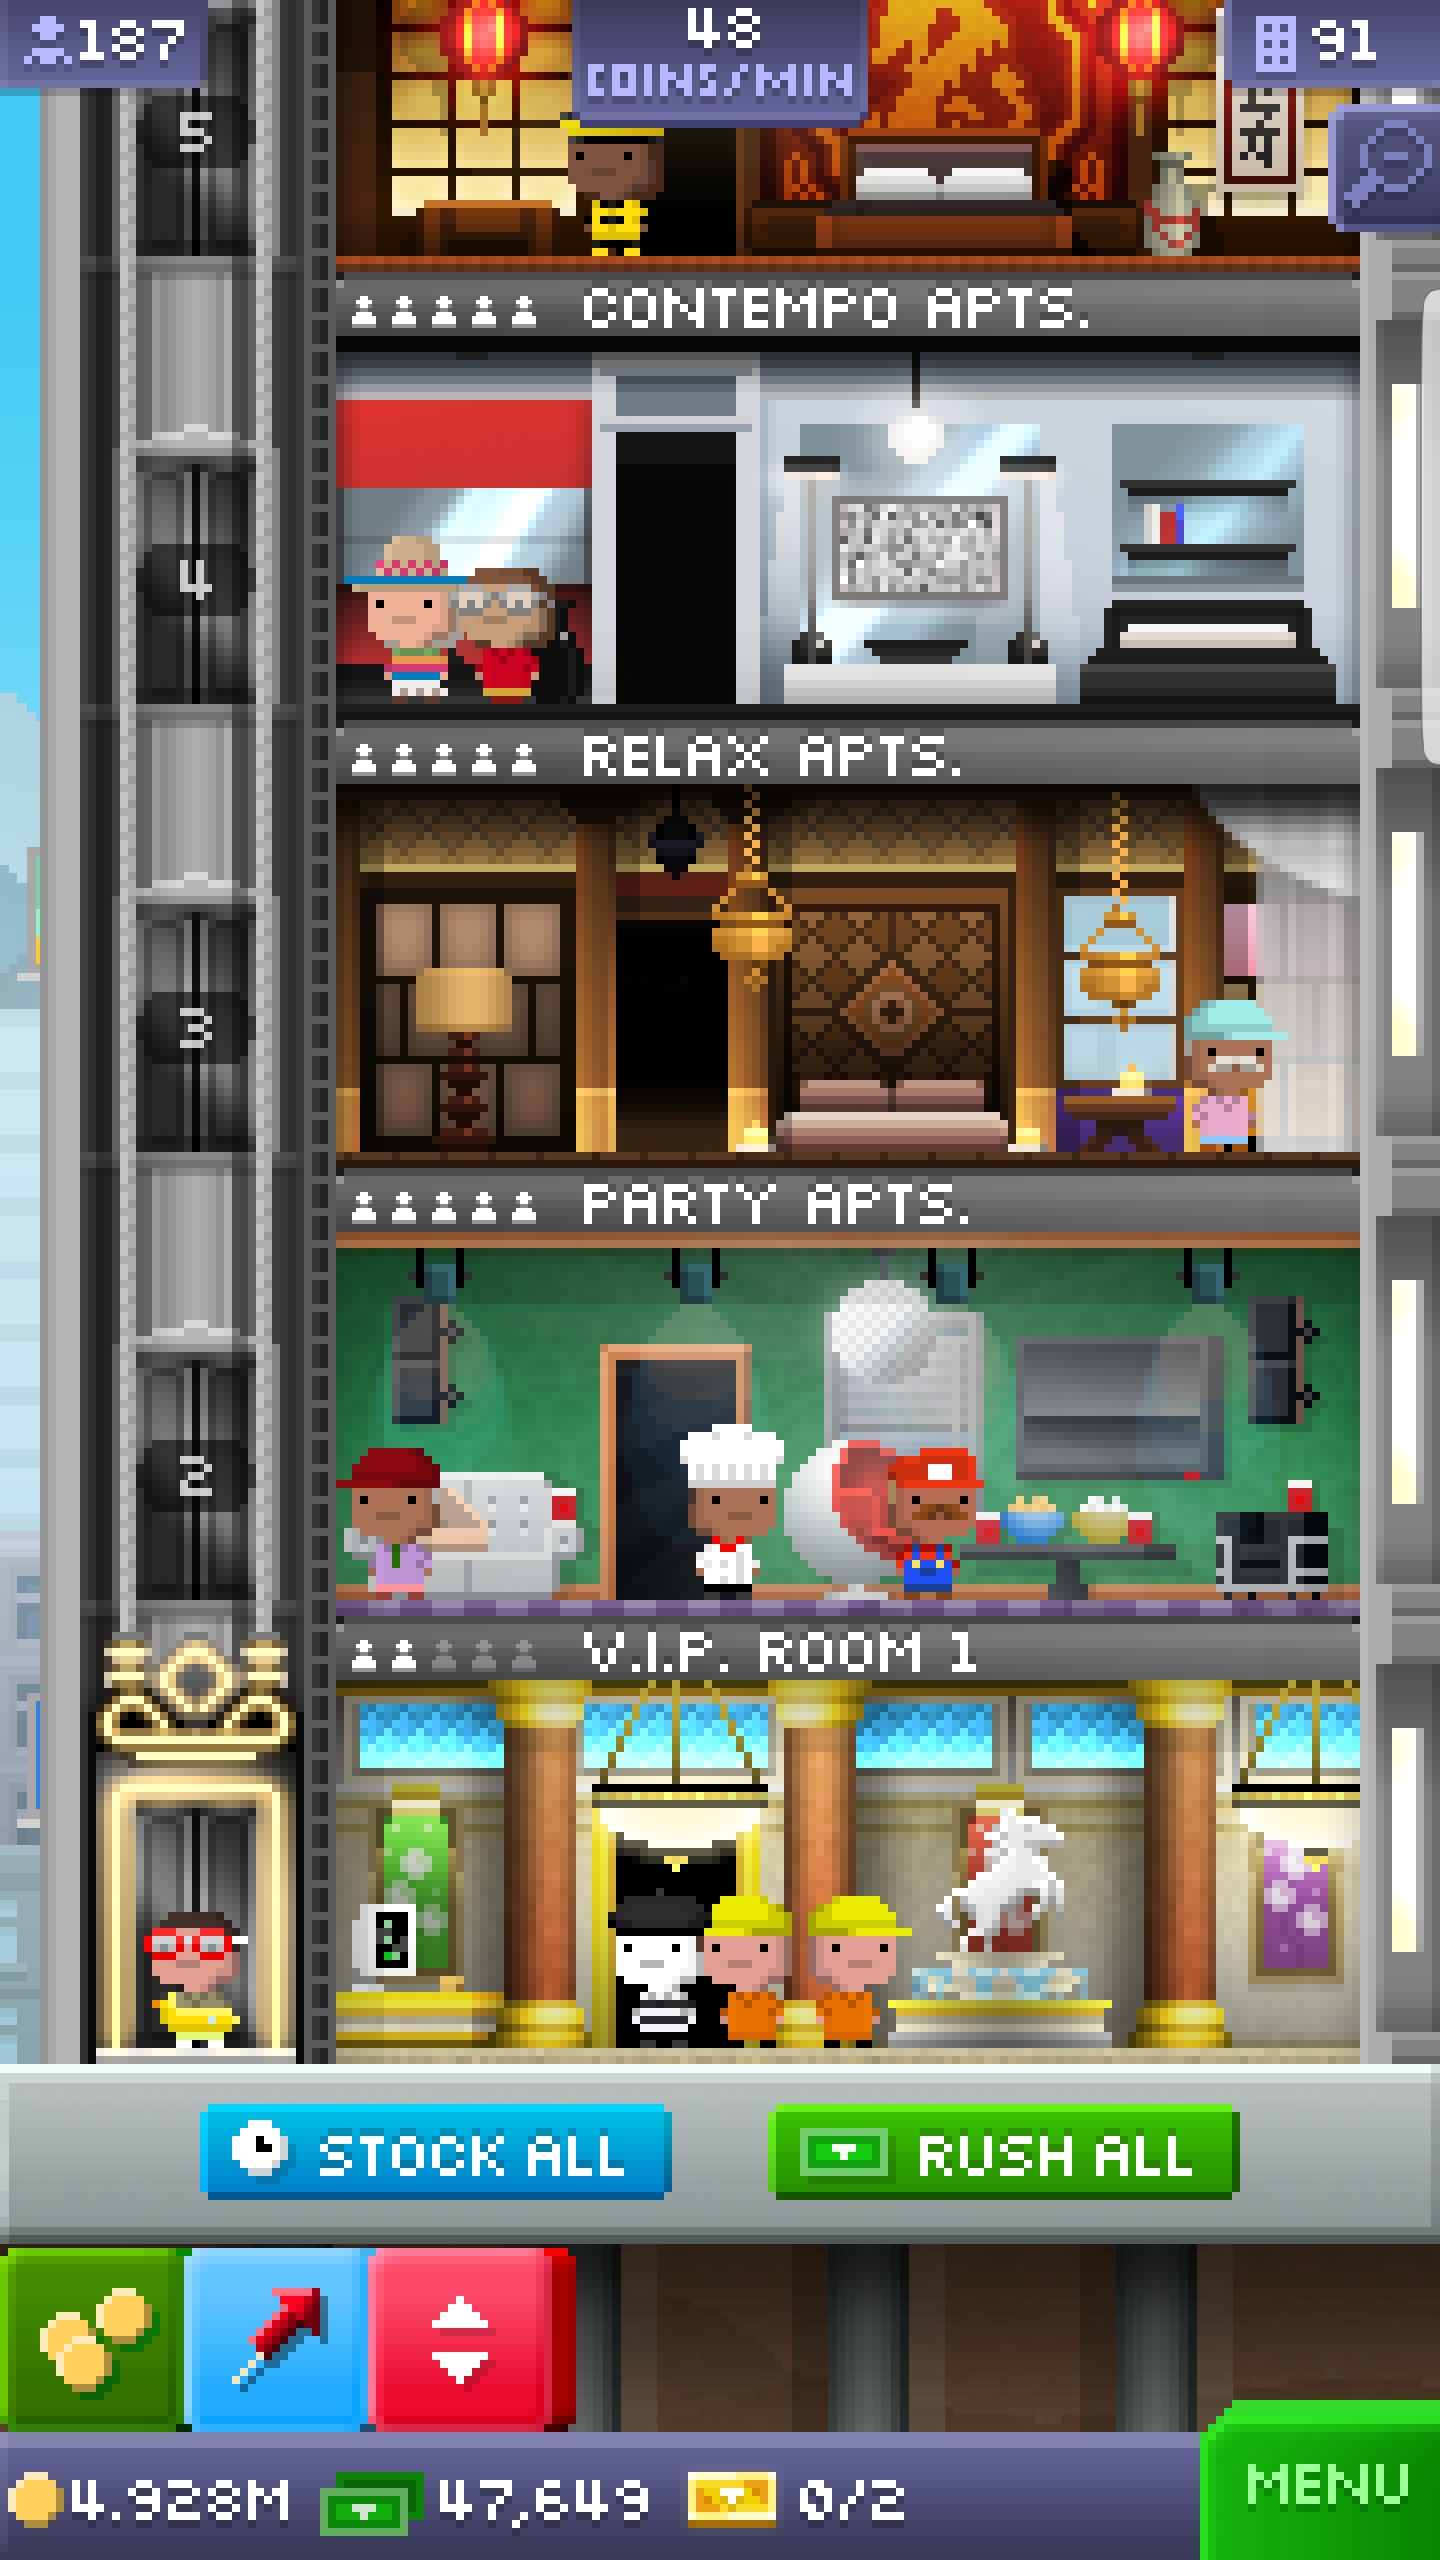 187
48
COINS/MIN
91
5
CONTEMPO APTS.
4
RELAX APTS.
3
PARTY APTS.
2
V.I.P. ROOM 1
STOCK ALL
RUSH ALL
4.928M
47,649
0/2
MENU